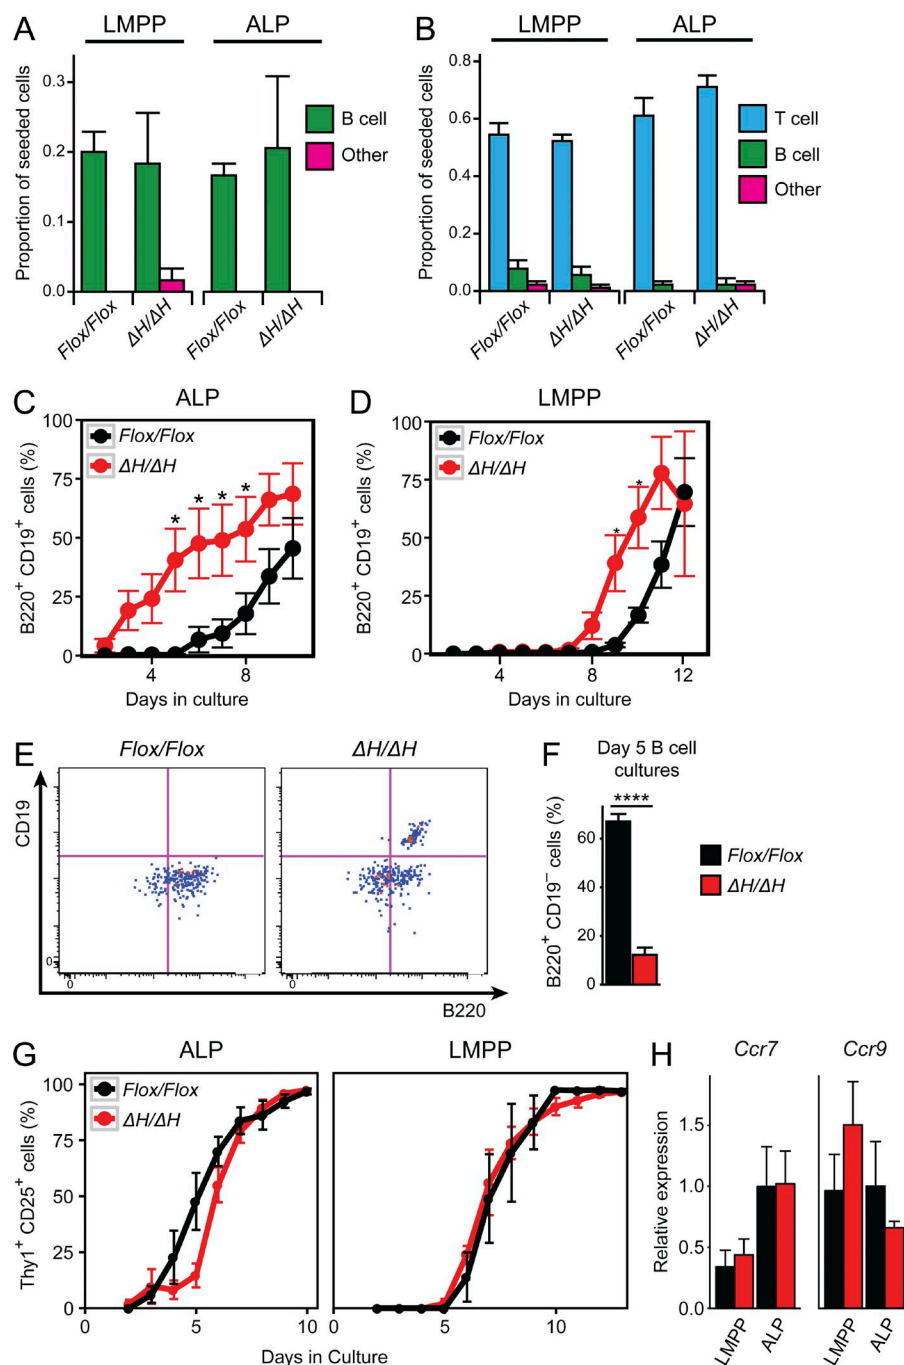 A
LMPP
ALP
Proportion of seeded cells
0.3
0.2
0.1
0.0
B cell
Other
Flox/Flox
ΔH/ΔH
Flox/Flox
ΔH/ΔH
B
LMPP
ALP
Proportion of seeded cells
0.8
0.6
0.4
0.2
0.0
T cell
B cell
Other
Flox/Flox
ΔH/ΔH
Flox/Flox
ΔH/ΔH
C
ALP
B220⁺ CD19⁺ cells (%)
100
75
50
25
0
Flox/Flox
ΔH/ΔH
* * * *
4
8
Days in culture
D
LMPP
B220⁺ CD19⁺ cells (%)
100
75
50
25
0
Flox/Flox
ΔH/ΔH
* *
4
8
12
Days in culture
E
Flox/Flox
ΔH/ΔH
CD19
0
0
0
B220
F
Day 5 B cell
cultures
****
B220⁺ CD19⁻ cells (%)
60
40
20
0
Flox/Flox
ΔH/ΔH
G
ALP
LMPP
Thy1⁺ CD25⁺ cells (%)
100
75
50
25
0
Flox/Flox
ΔH/ΔH
0
5
10
0
5
10
Days in Culture
H
Ccr7
Ccr9
Relative expression
1.5
1.0
0.5
0.0
LMPP
ALP
LMPP
ALP